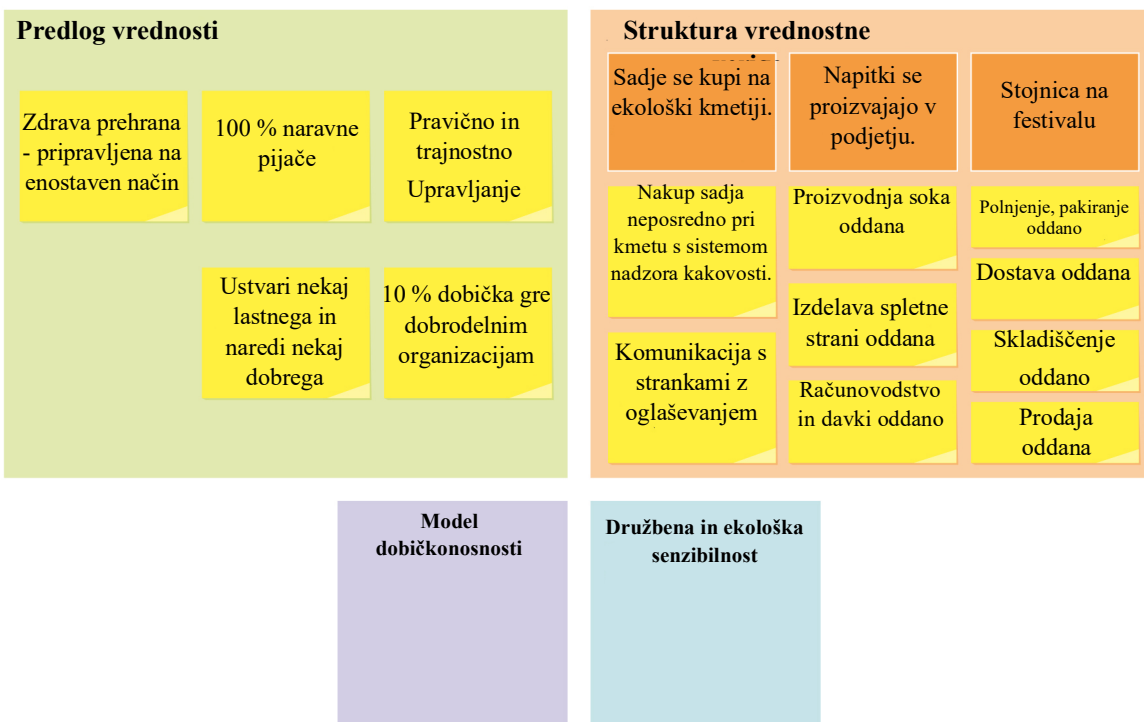 Predlog vrednosti
Zdrava prehrana
- pripravljena na
enostaven način
100 % naravne
pijače
Pravično in
trajnostno
Upravljanje
Ustvari nekaj
lastnega in
naredi nekaj
dobrega
10 % dobička gre
dobrodelnim
organizacijam
Struktura vrednostne
Sadje se kupi na
ekološki kmetiji.
Napitki se
proizvajajo v
podjetju.
Stojnica na
festivalu
Nakup sadja
neposredno pri
kmetu s sistemom
nadzora kakovosti.
Komunikacija s
strankami z
oglaševanjem
Proizvodnja soka
oddana
Izdelava spletne
strani oddana
Računovodstvo
in davki oddano
Polnjenje, pakiranje
oddano
Dostava oddana
Skladiščenje
oddano
Prodaja
oddana
Model
dobičkonosnosti
Družbena in ekološka
senzibilnost